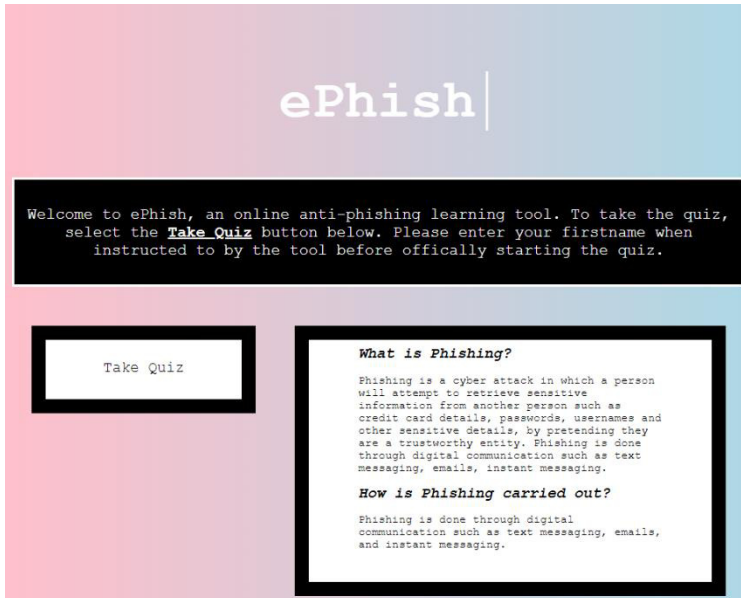 ePhish
Welcome to ePhish, an online anti-phishing learning tool. To take the quiz,
select the Take Quiz button below. Please enter your firstname when
instructed to by the tool before offically starting the quiz.
Take Quiz
What is Phishing?
Phishing is a cyber attack in which a person
will attempt to retrieve sensitive
information from another person such as
credit card details, passwords, usernames and
other sensitive details, by pretending they
are a trustworthy entity. Phishing is done
through digital communication such as text
messaging, emails, instant messaging.
How is Phishing carried out?
Phishing is done through digital
communication such as text messaging, emails,
and instant messaging.